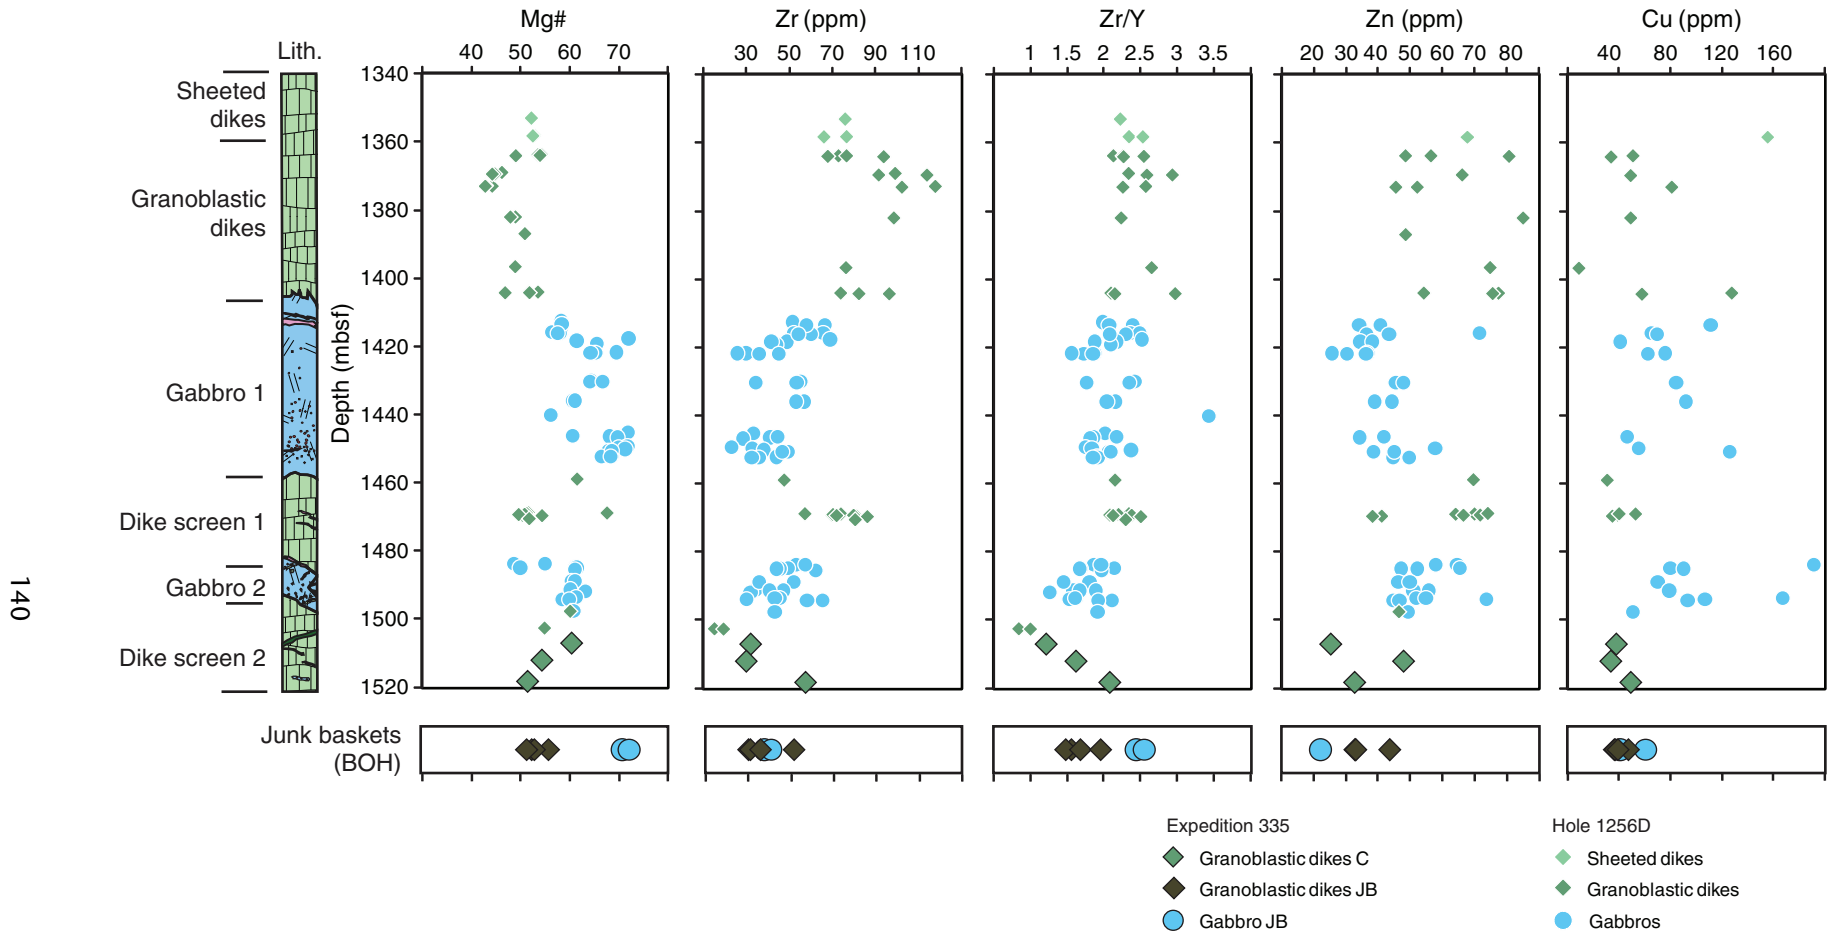 Mg#
Zr (ppm)
Zr/Y
Zn (ppm)
Cu (ppm)
Lith.
40 50 60 70
30 50 70 90 110
1 1.5 2 2.5 3 3.5
20 30 40 50 60 70 80
40 80 120 160
Depth (mbsf)
1340
1360
1380
1400
1420
1440
1460
1480
1500
1520
Sheeted
dikes
Granoblastic
dikes
Gabbro 1
Dike screen 1
Gabbro 2
Dike screen 2
Junk baskets
(BOH)
Expedition 335
Granoblastic dikes C
Granoblastic dikes JB
Gabbro JB
Hole 1256D
Sheeted dikes
Granoblastic dikes
Gabbros
140